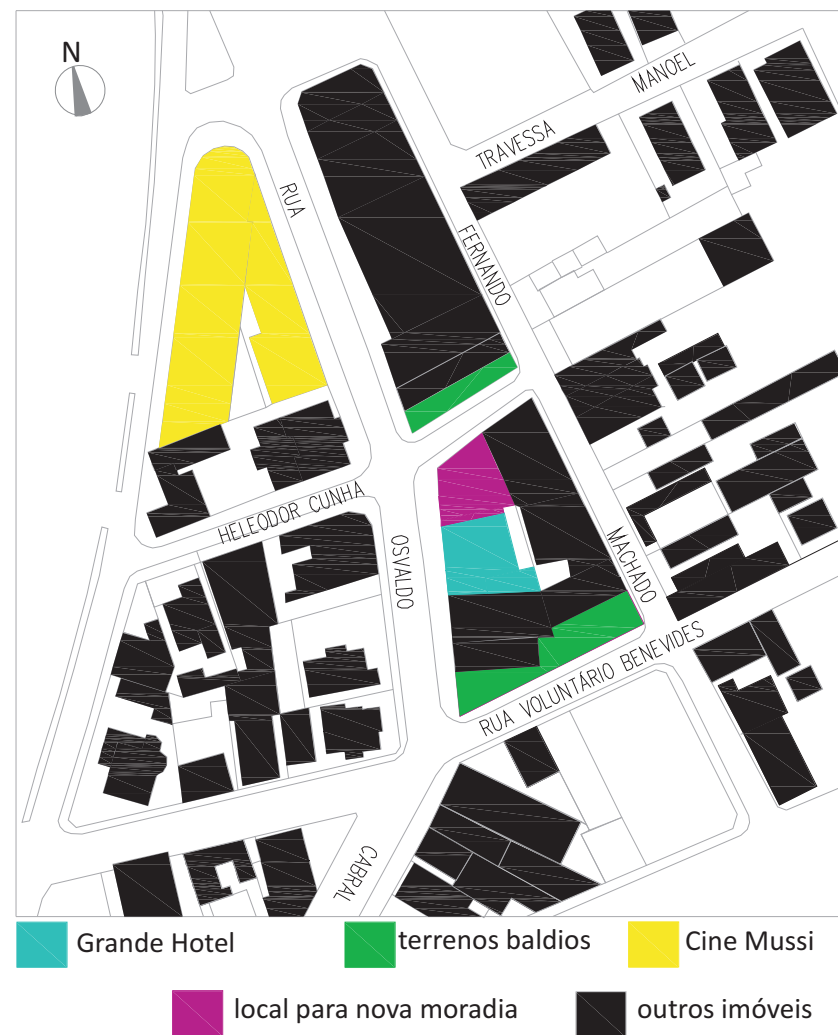 N
MANOEL
TRAVESSA
RUA
FERNANDO
HELEODOR CUNHA
OSVALDO
MACHADO
RUA VOLUNTÁRIO BENEVIDES
CABRAL
Grande Hotel
terrenos baldios
Cine Mussi
local para nova moradia
outros imóveis